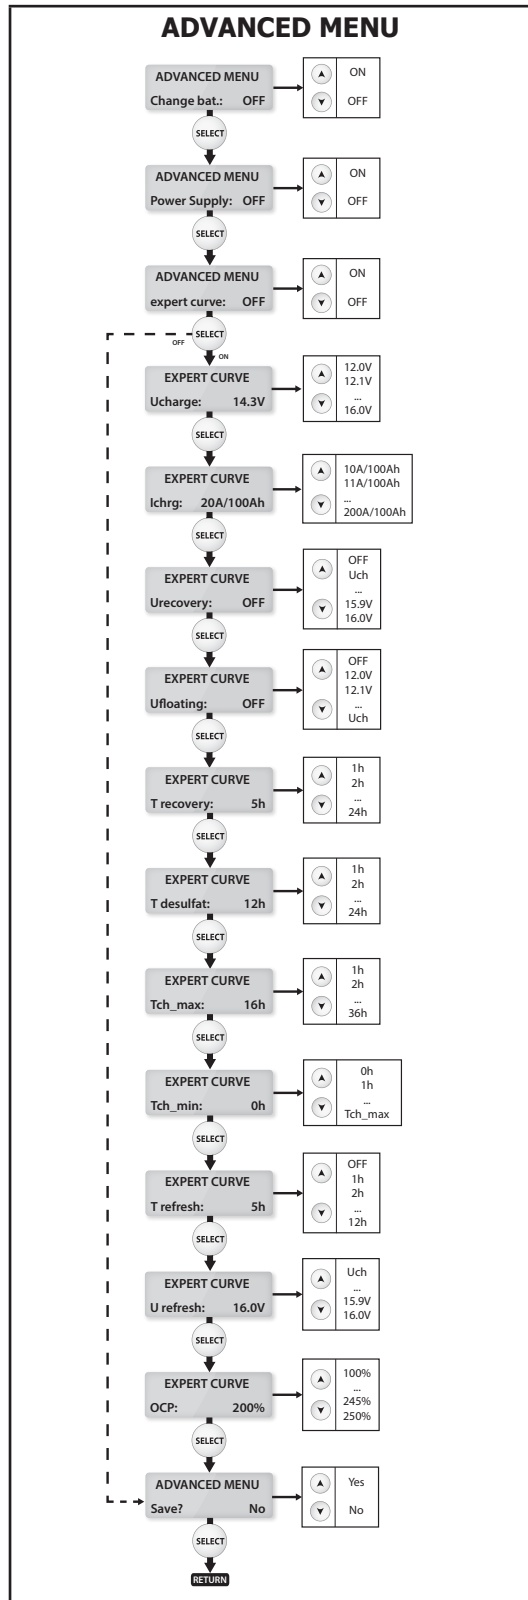 ADVANCED MENU
ADVANCED MENU
Change bat.: OFF
ON
OFF
SELECT
ADVANCED MENU
Power Supply: OFF
ON
OFF
SELECT
ADVANCED MENU
expert curve: OFF
ON
OFF
SELECT
OFF
ON
EXPERT CURVE
Ucharge: 14.3V
12.0V
12.1V
...
16.0V
SELECT
EXPERT CURVE
Ichrg: 20A/100Ah
10A/100Ah
11A/100Ah
...
200A/100Ah
SELECT
EXPERT CURVE
Urecovery: OFF
OFF
Uch
...
15.9V
16.0V
SELECT
EXPERT CURVE
Ufloating: OFF
OFF
12.0V
12.1V
...
Uch
SELECT
EXPERT CURVE
T recovery: 5h
1h
2h
...
24h
SELECT
EXPERT CURVE
T desulfat: 12h
1h
2h
...
24h
SELECT
EXPERT CURVE
Tch_max: 16h
1h
2h
...
36h
SELECT
EXPERT CURVE
Tch_min: 0h
0h
1h
...
Tch_max
SELECT
EXPERT CURVE
T refresh: 5h
OFF
1h
2h
...
12h
SELECT
EXPERT CURVE
U refresh: 16.0V
Uch
...
15.9V
16.0V
SELECT
EXPERT CURVE
OCP: 200%
100%
...
245%
250%
SELECT
ADVANCED MENU
Save? No
Yes
No
SELECT
RETURN